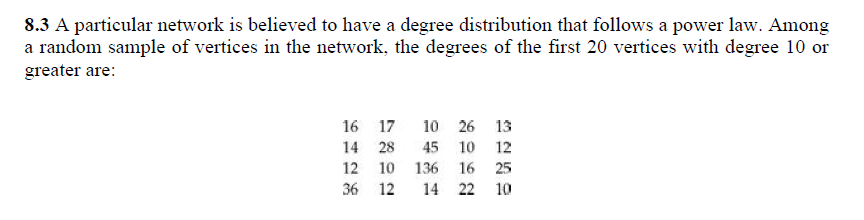 8.3 A particular network is believed to have a degree distribution that follows a power law. Among
a random sample of vertices in the network, the degrees of the first 20 vertices with degree 10 or
greater are:
16 17 10 26 13
14 28 45 10 12
12 10 136 16 25
36 12 14 22 10